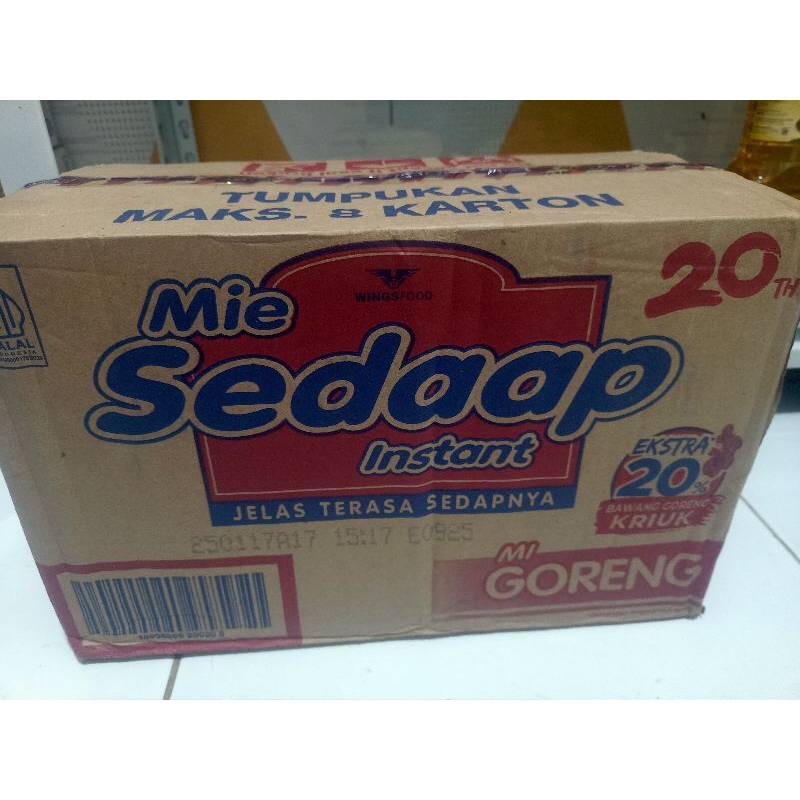 TUMPUKAN
MAKS. 8 KARTON
WINGSFOOD
20TH
Mie
Sedaap
Instant
JELAS TERASA SEDAPNYA
EKSTRA
20%
BAWANG GORENG
KRIUK
250117A17 15:17 E0925
MI
GORENG